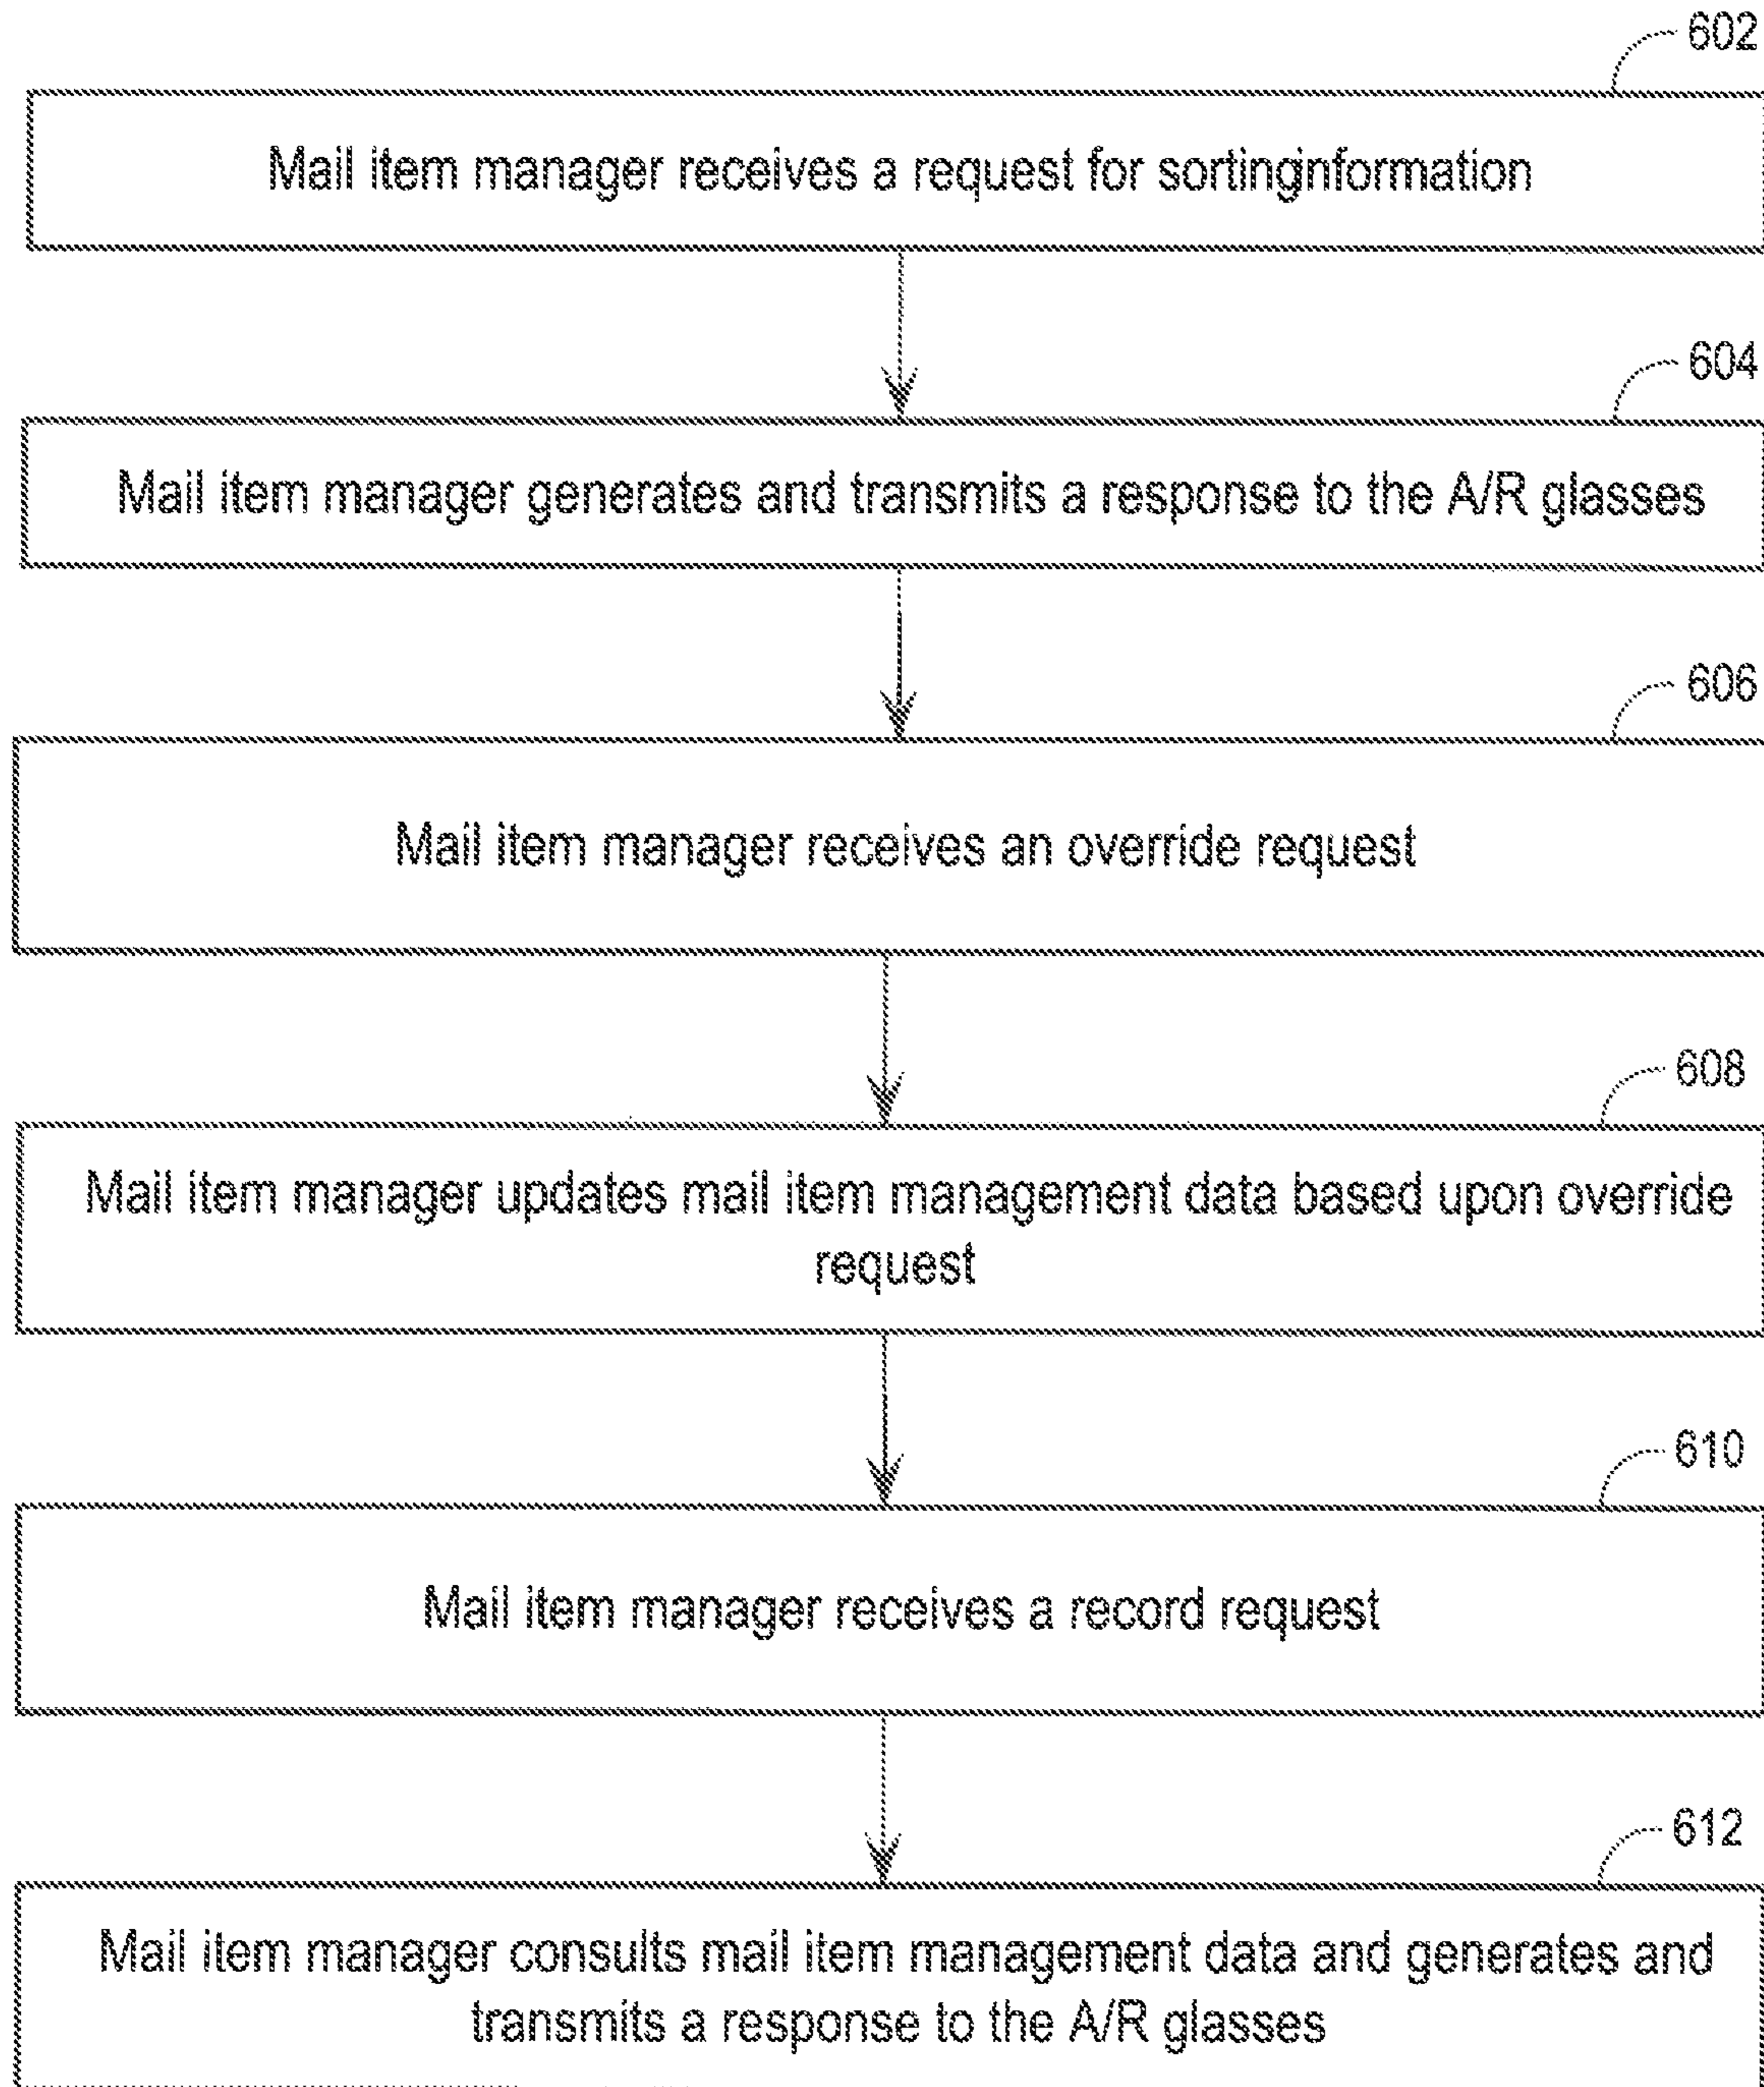 602
Mail item manager receives a request for sortinginformation
604
Mail item manager generates and transmits a response to the A/R glasses
606
Mail item manager receives an override request
608
Mail item manager updates mail item management data based upon override
request
610
Mail item manager receives a record request
612
Mail item manager consults mail item management data and generates and
transmits a response to the A/R glasses